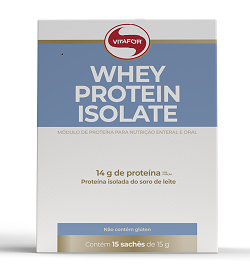 VITAFOR
WHEY
PROTEIN
ISOLATE
MÓDULO DE PROTEÍNA PARA NUTRIÇÃO ENTERAL E ORAL
14 g de proteína
Proteína isolada do soro de leite
Não contém glúten
Contém 15 sachês de 15 g